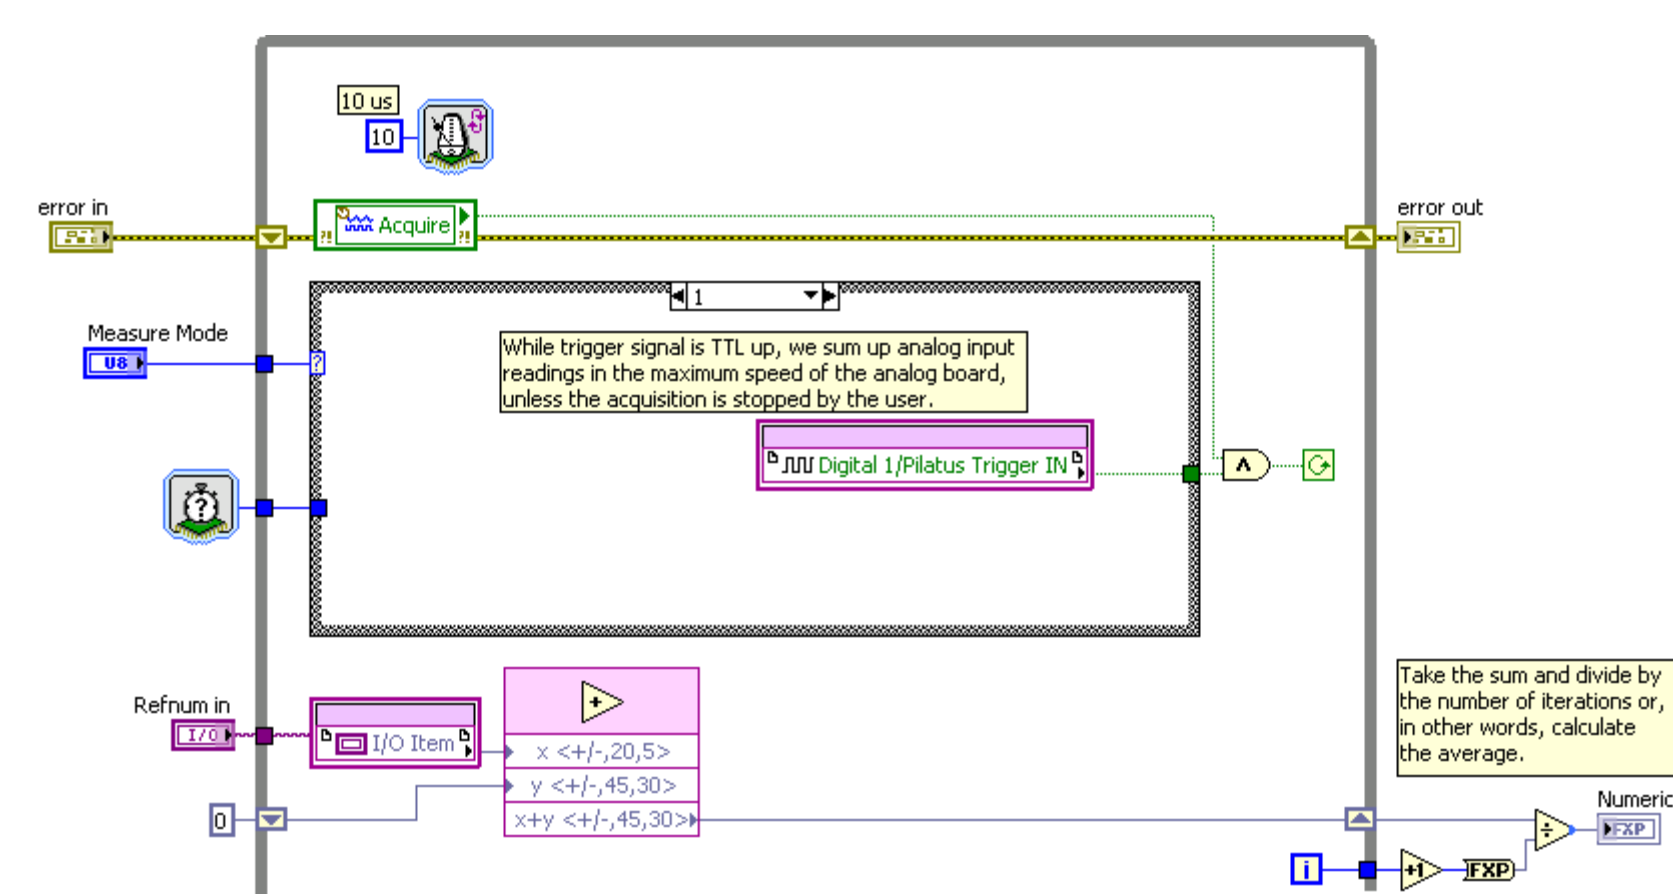 10 us
10
error in
Acquire
error out
1
Measure Mode
U8
?
While trigger signal is TTL up, we sum up analog input
readings in the maximum speed of the analog board,
unless the acquisition is stopped by the user.
Digital 1/Pilatus Trigger IN
?
Refnum in
I/O
I/O Item
+
x <+/-,20,5>
y <+/-,45,30>
x+y <+/-,45,30>
0
Take the sum and divide by
the number of iterations or,
in other words, calculate
the average.
Numeric
FXP
÷
i
+1
FXP